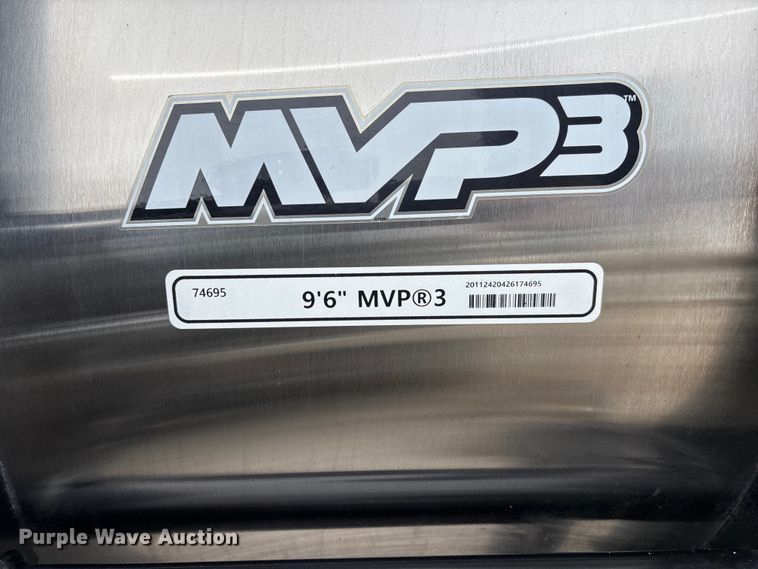 MVP3™
74695
9'6" MVP®3
20112420426174695
Purple Wave Auction